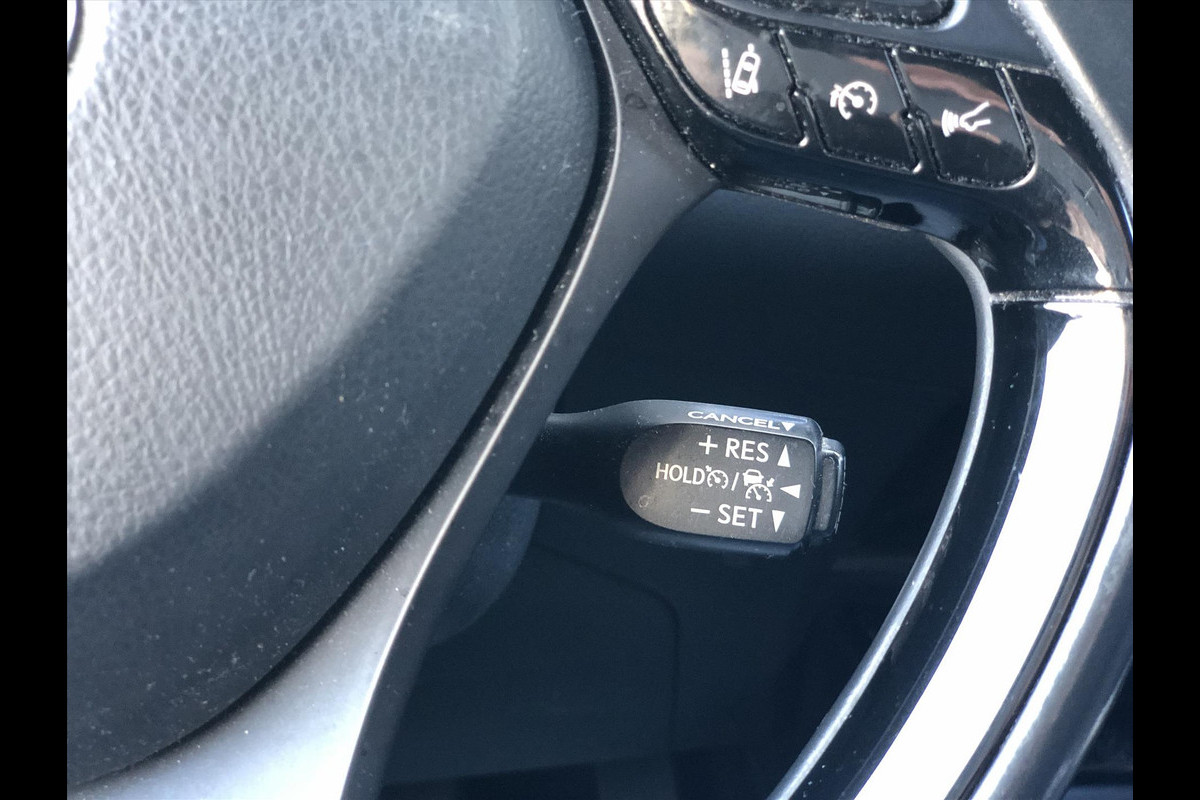 CANCEL▼
+ RES ▲
HOLD / ◀
− SET ▼